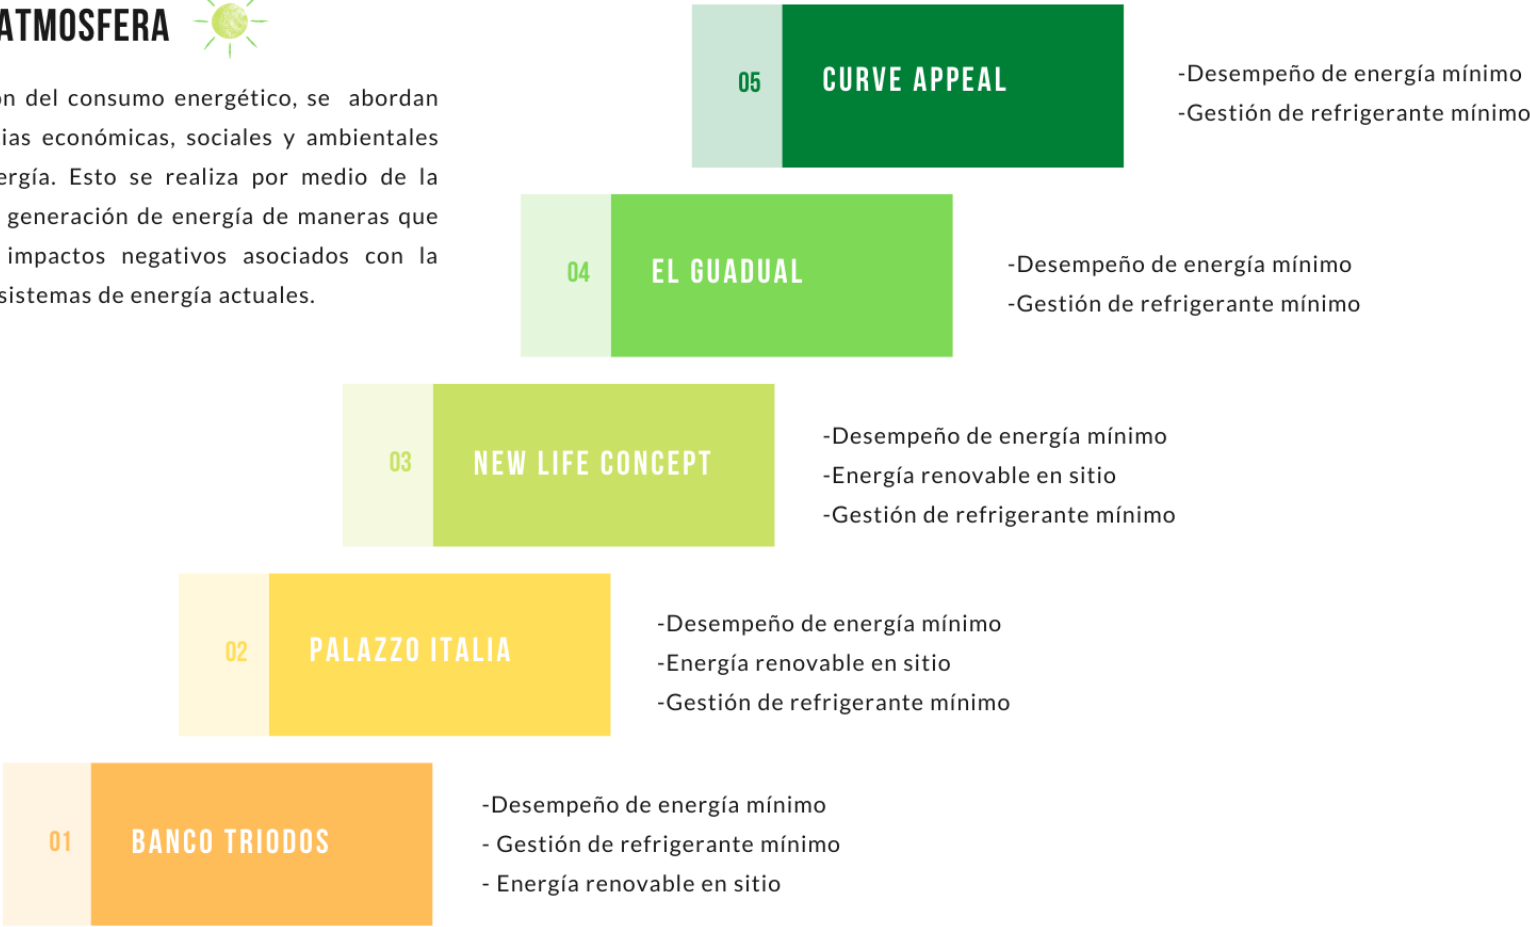 ATMOSFERA
del consumo energético, se abordan
económicas, sociales y ambientales
Esto se realiza por medio de la
generación de energía de maneras que
impactos negativos asociados con la
sistemas de energía actuales.
05
CURVE APPEAL
-Desempeño de energía mínimo
-Gestión de refrigerante mínimo
04
EL GUADUAL
-Desempeño de energía mínimo
-Gestión de refrigerante mínimo
03
NEW LIFE CONCEPT
-Desempeño de energía mínimo
-Energía renovable en sitio
-Gestión de refrigerante mínimo
02
PALAZZO ITALIA
-Desempeño de energía mínimo
-Energía renovable en sitio
-Gestión de refrigerante mínimo
01
BANCO TRIODOS
-Desempeño de energía mínimo
- Gestión de refrigerante mínimo
- Energía renovable en sitio